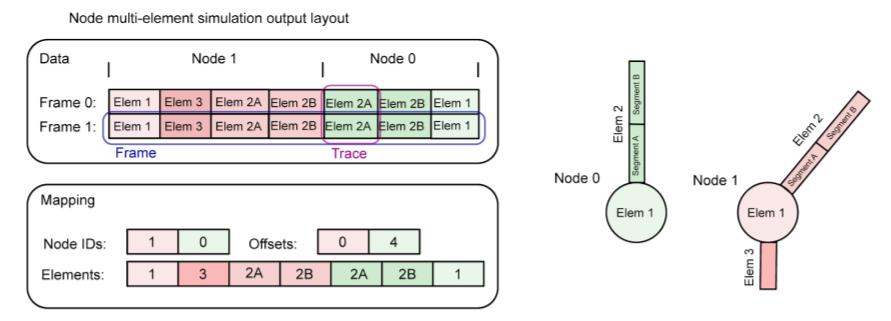 Node multi-element simulation output layout
Data Node 1 Node 0
Frame 0: Elem 1 Elem 3 Elem 2A Elem 2B Elem 2A Elem 2B Elem 1
Frame 1: Elem 1 Elem 3 Elem 2A Elem 2B Elem 2A Elem 2B Elem 1
Frame Trace
Mapping
Node IDs: 1 0 Offsets: 0 4
Elements: 1 3 2A 2B 2A 2B 1
Node 0
Elem 2
Segment B
Segment A
Elem 1
Node 1
Elem 2
Segment B
Segment A
Elem 1
Elem 3